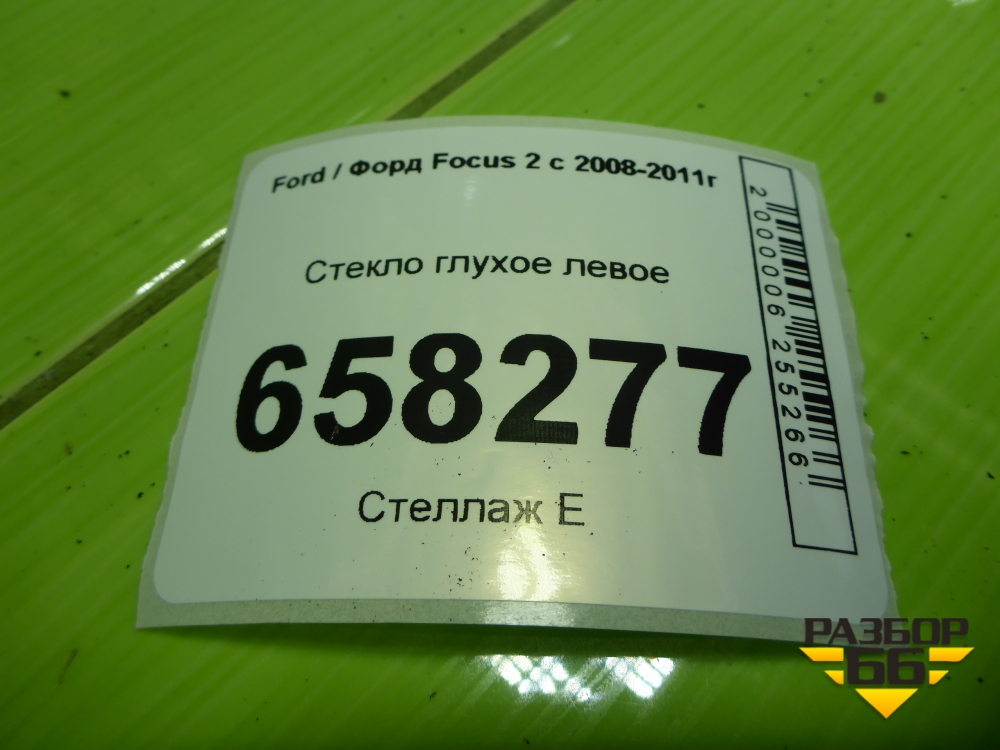 Ford / Форд Focus 2 с 2008-2011г
Стекло глухое левое
658277
Стеллаж Е
2000006255266
РАЗБОР
66